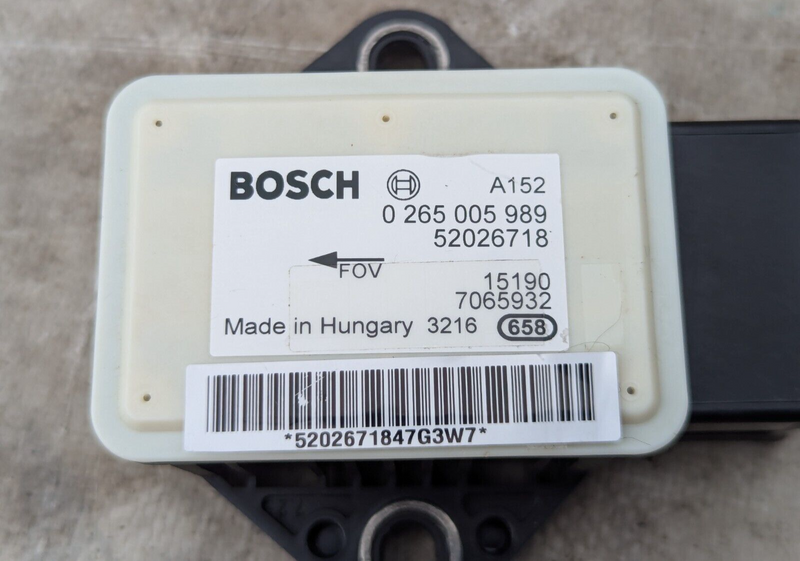 BOSCH A152
0 265 005 989
52026718
FOV
15190
7065932
Made in Hungary 3216 658
*5202671847G3W7*